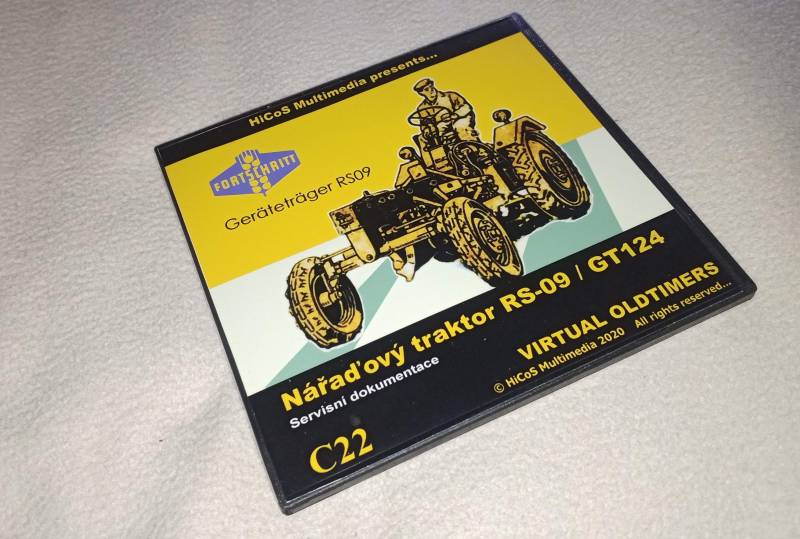 HiCoS Multimedia presents...
FORTSCHRITT
Geräteträger RS09
Nářaďový traktor RS-09 / GT124
Servisní dokumentace
VIRTUAL OLDTIMERS
© HiCoS Multimedia 2020 All rights reserved...
C22